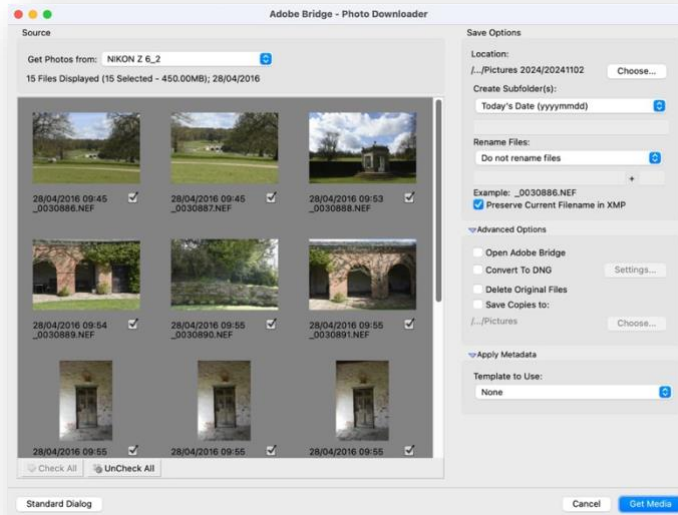 Adobe Bridge - Photo Downloader
Source
Get Photos from: NIKON Z 6_2
15 Files Displayed (15 Selected - 450.00MB); 28/04/2016
28/04/2016 09:45
_0030886.NEF
28/04/2016 09:45
_0030887.NEF
28/04/2016 09:53
_0030888.NEF
28/04/2016 09:54
_0030889.NEF
28/04/2016 09:55
_0030890.NEF
28/04/2016 09:55
_0030891.NEF
28/04/2016 09:55
28/04/2016 09:55
28/04/2016 09:55
Check All
UnCheck All
Standard Dialog
Save Options
Location:
/.../Pictures 2024/20241102
Choose...
Create Subfolder(s):
Today's Date (yyyymmdd)
Rename Files:
Do not rename files
+
Example: _0030886.NEF
Preserve Current Filename in XMP
Advanced Options
Open Adobe Bridge
Convert To DNG
Settings...
Delete Original Files
Save Copies to:
/.../Pictures
Choose...
Apply Metadata
Template to Use:
None
Cancel
Get Media